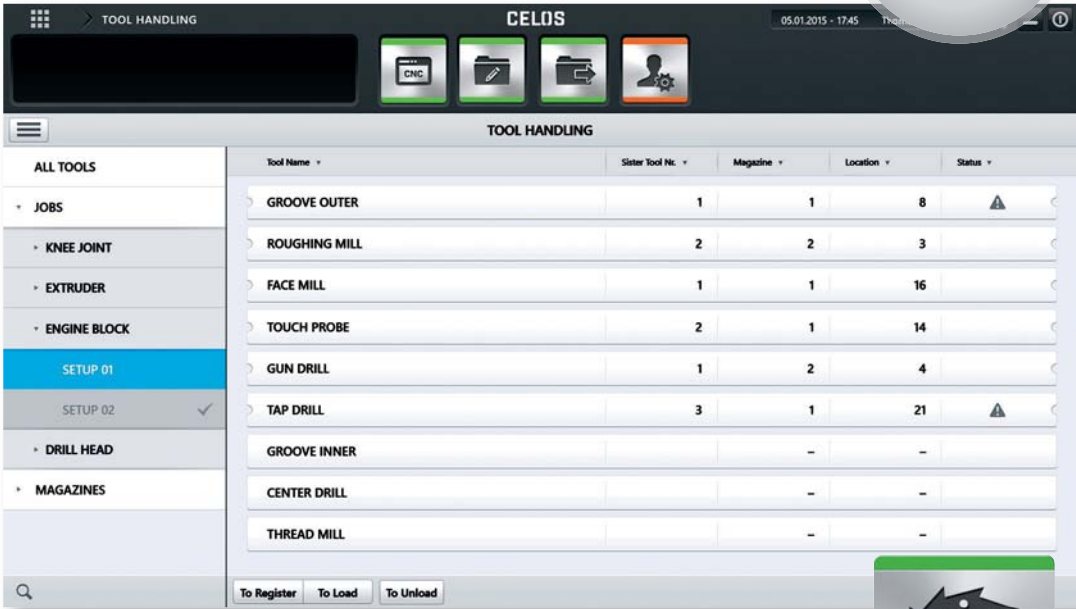 TOOL HANDLING
CELOS
05.01.2015 - 17:45
CNC
TOOL HANDLING
ALL TOOLS
JOBS
KNEE JOINT
EXTRUDER
ENGINE BLOCK
SETUP 01
SETUP 02
DRILL HEAD
MAGAZINES
Tool Name Sister Tool Nr. Magazine Location Status
GROOVE OUTER 1 1 8
ROUGHING MILL 2 2 3
FACE MILL 1 1 16
TOUCH PROBE 2 1 14
GUN DRILL 1 2 4
TAP DRILL 3 1 21
GROOVE INNER – –
CENTER DRILL – –
THREAD MILL – –
To Register To Load To Unload